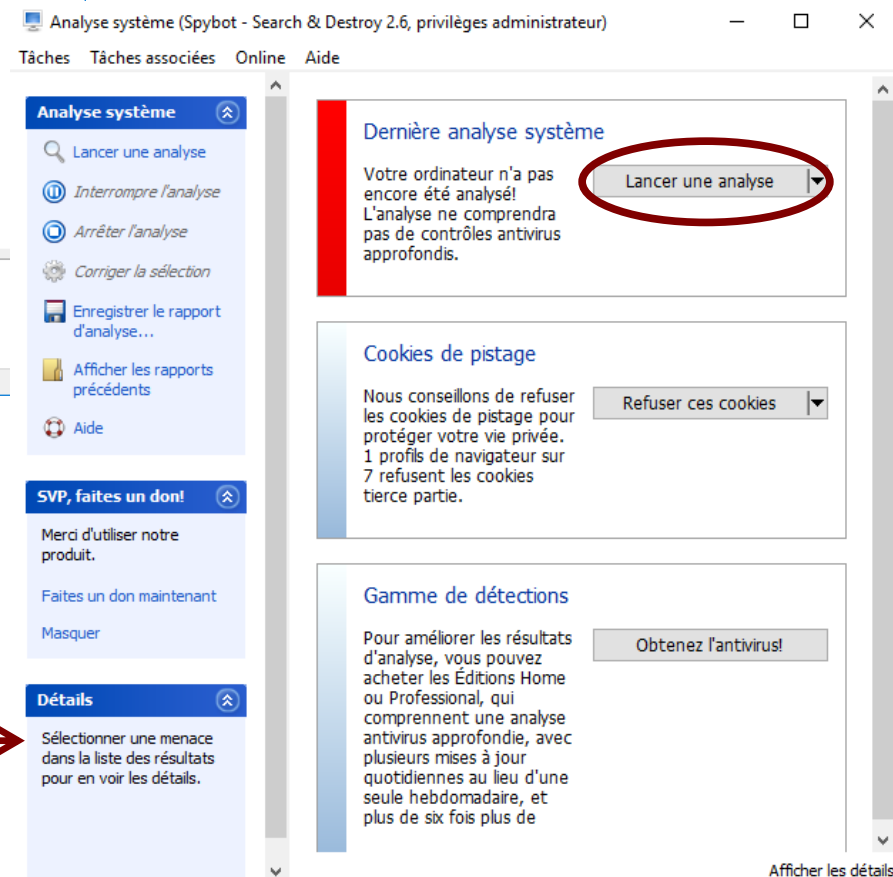 Analyse système (Spybot - Search & Destroy 2.6, privilèges administrateur)
Tâches Tâches associées Online Aide
Analyse système
Lancer une analyse
Interrompre l'analyse
Arrêter l'analyse
Corriger la sélection
Enregistrer le rapport
d'analyse...
Afficher les rapports
précédents
Aide
SVP, faites un don!
Merci d'utiliser notre
produit.
Faites un don maintenant
Masquer
Détails
Sélectionner une menace
dans la liste des résultats
pour en voir les détails.
Dernière analyse système
Votre ordinateur n'a pas
encore été analysé!
L'analyse ne comprendra
pas de contrôles antivirus
approfondis.
Lancer une analyse
Cookies de pistage
Nous conseillons de refuser
les cookies de pistage pour
protéger votre vie privée.
1 profils de navigateur sur
7 refusent les cookies
tierce partie.
Refuser ces cookies
Gamme de détections
Pour améliorer les résultats
d'analyse, vous pouvez
acheter les Éditions Home
ou Professional, qui
comprennent une analyse
antivirus approfondie, avec
plusieurs mises à jour
quotidiennes au lieu d'une
seule hebdomadaire, et
plus de six fois plus de
Obtenez l'antivirus!
Afficher les détails